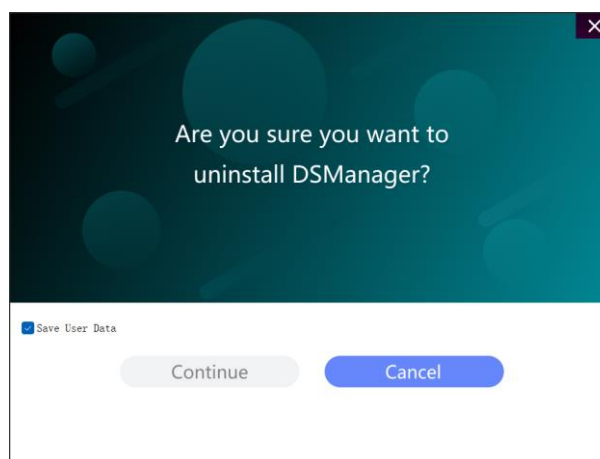 Are you sure you want to
uninstall DSManager?
Save User Data
Continue
Cancel